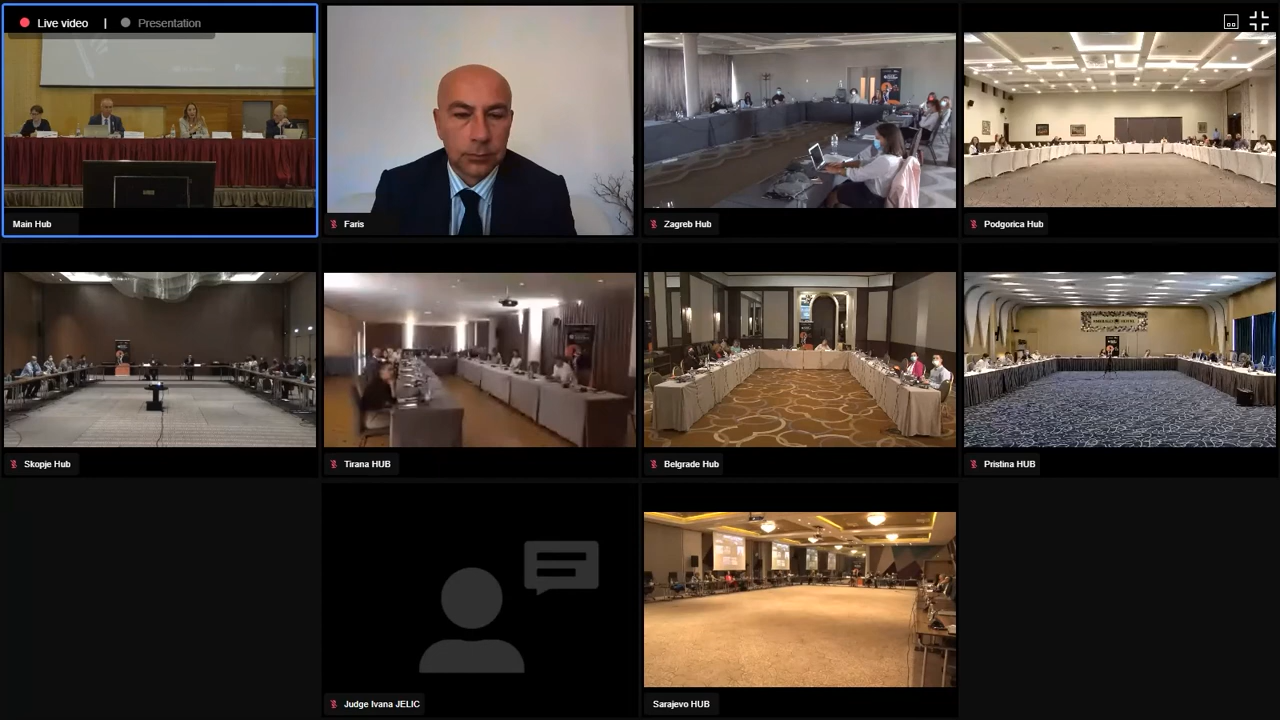 Live video | Presentation
Main Hub
Faris
Zagreb Hub
Podgorica Hub
Skopje Hub
Tirana HUB
Belgrade Hub
Pristina HUB
Judge Ivana JELIC
Sarajevo HUB